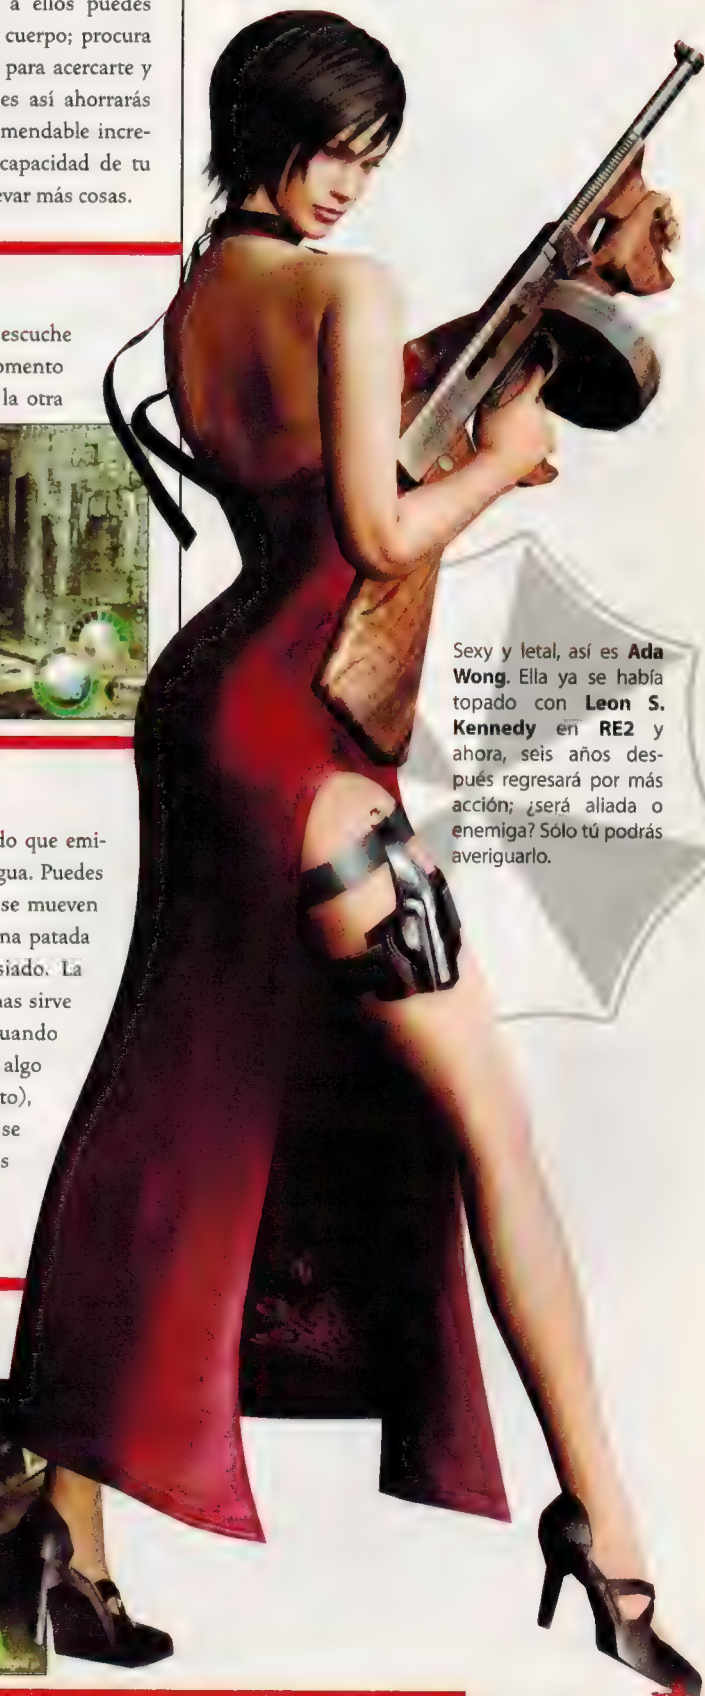 a ellos puedes
cuerpo; procura
para acercarte y
es así ahorrarás
mendable incre-
capacidad de tu
evar más cosas.
escuche
omento
la otra
do que emi-
gua. Puedes
se mueven
na patada
siado. La
nas sirve
uando
algo
to),
se
s
Sexy y letal, así es Ada
Wong. Ella ya se había
topado con Leon S.
Kennedy en RE2 y
ahora, seis años des-
pués regresará por más
acción; ¿será aliada o
enemiga? Sólo tú podrás
averiguarlo.